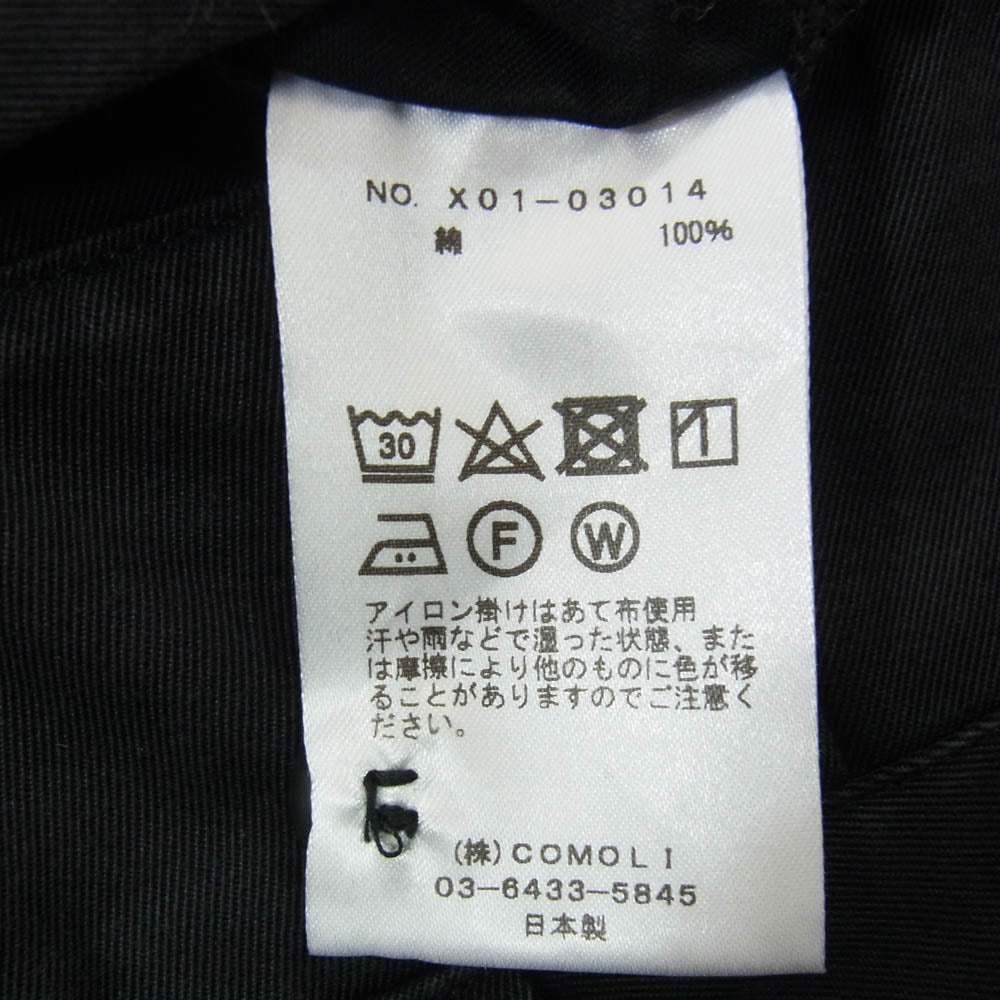 NO. X01-03014
綿 100%
30
F W
アイロン掛けはあて布使用
汗や雨などで湿った状態、また
は摩擦により他のものに色が移
ることがありますのでご注意く
ださい。
(株)COMOLI
03-6433-5845
日本製